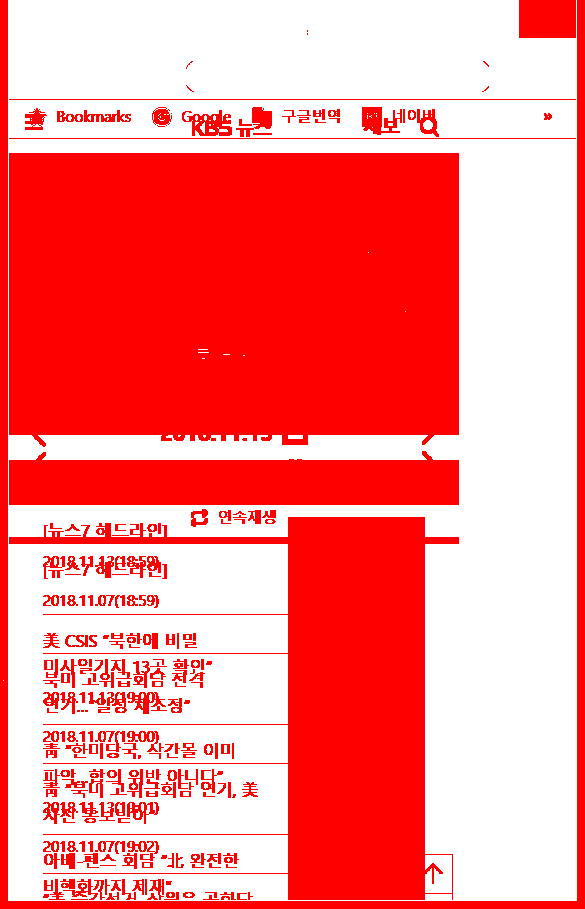 Bookmarks Google 구글번역 네이버 »
KBS 뉴스 제보
연속재생
[뉴스7 헤드라인]
2018.11.13(18:59)
[뉴스7 헤드라인]
2018.11.07(18:59)
美 CSIS “북한에 비밀
미사일기지 13곳 확인”
북미 고위급회담 전격
2018.11.13(19:00)
연기…“일정 재조정”
2018.11.07(19:00)
靑 “한미당국, 삭간몰 이미
파악…합의 위반 아니다”
靑 “북미 고위급회담 연기, 美
2018.11.13(19:01)
사전 통보받아”
2018.11.07(19:02)
아베-펜스 회담 “北, 완전한
비핵화까지 제재”